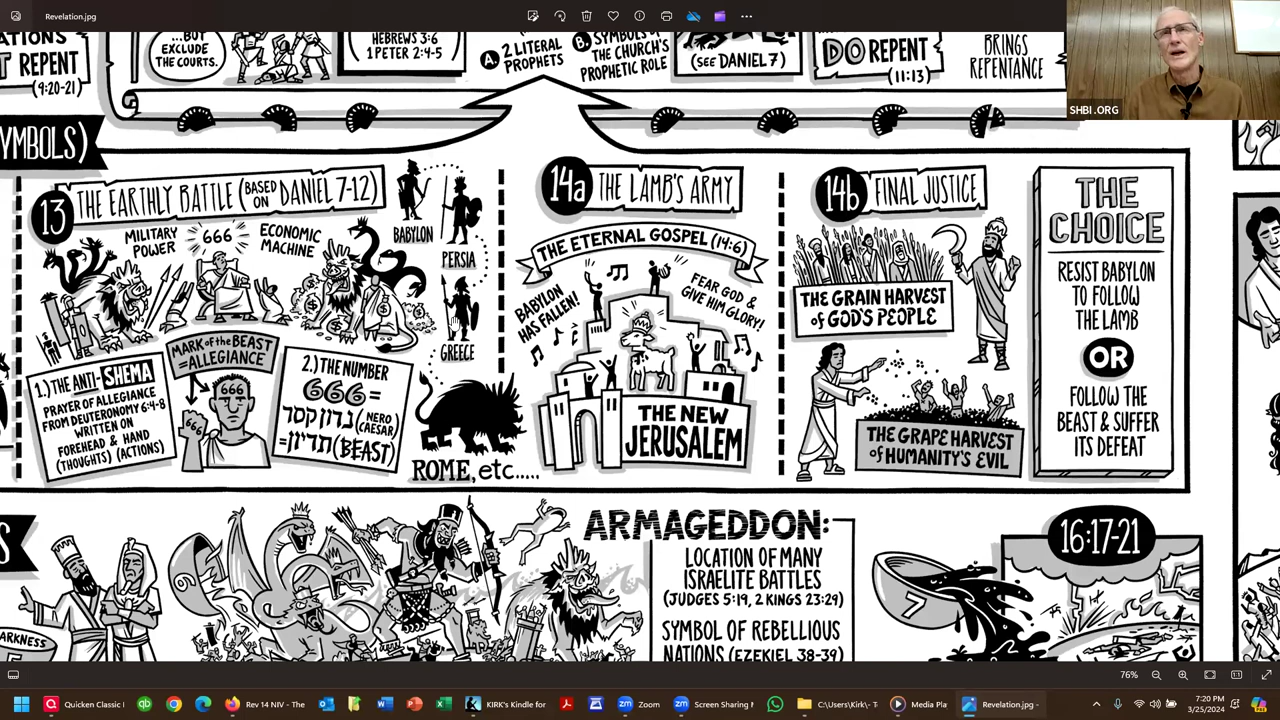 Revelation.jpg
SHBI.ORG
REPENT
(9:20-21)
...BUT
EXCLUDE
THE COURTS.
HEBREWS 3:6
1 PETER 2:4-5
A. 2 LITERAL
PROPHETS
B. SYMBOLS OF
THE CHURCH'S
PROPHETIC ROLE
(SEE DANIEL 7)
DO REPENT
(11:13)
BRINGS
REPENTANCE
YMBOLS)
13 THE EARTHLY BATTLE (BASED ON DANIEL 7-12)
MILITARY
POWER
666
ECONOMIC
MACHINE
BABYLON
PERSIA
GREECE
ROME, etc.....
MARK of the BEAST
=ALLEGIANCE
1.) THE ANTI-SHEMA
PRAYER OF ALLEGIANCE
FROM DEUTERONOMY 6:4-8
WRITTEN ON
FOREHEAD & HAND
(THOUGHTS) (ACTIONS)
666
666
2.) THE NUMBER
666=
נרון קסר (NERO CAESAR)
=תריון (BEAST)
14a THE LAMB'S ARMY
THE ETERNAL GOSPEL (14:6)
BABYLON
HAS FALLEN!
FEAR GOD &
GIVE HIM GLORY!
THE NEW
JERUSALEM
14b FINAL JUSTICE
THE GRAIN HARVEST
of GOD'S PEOPLE
THE GRAPE HARVEST
of HUMANITY'S EVIL
THE
CHOICE
RESIST BABYLON
TO FOLLOW
THE LAMB
OR
FOLLOW THE
BEAST & SUFFER
ITS DEFEAT
ARMAGEDDON:
LOCATION OF MANY
ISRAELITE BATTLES
(JUDGES 5:19, 2 KINGS 23:29)
SYMBOL OF REBELLIOUS
NATIONS (EZEKIEL 38-39)
16:17-21
6
7
ARKNESS
76%
Quicken Classic
Rev 14 NIV - The
KIRK's Kindle for
Zoom
Screen Sharing
C:\Users\Kirk\- T
Media Pla
Revelation.jpg -
7:20 PM
3/25/2024